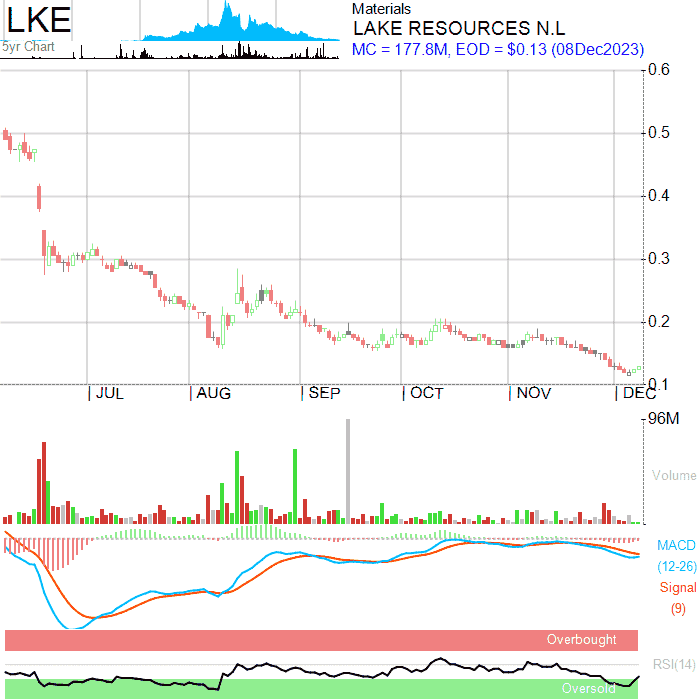 LKE
5yr Chart
Materials
LAKE RESOURCES N.L
MC = 177.8M, EOD = $0.13 (08Dec2023)
0.6
0.5
0.4
0.3
0.2
0.1
JUL AUG SEP OCT NOV DEC
96M
Volume
MACD
(12-26)
Signal
(9)
Overbought
RSI(14)
Oversold